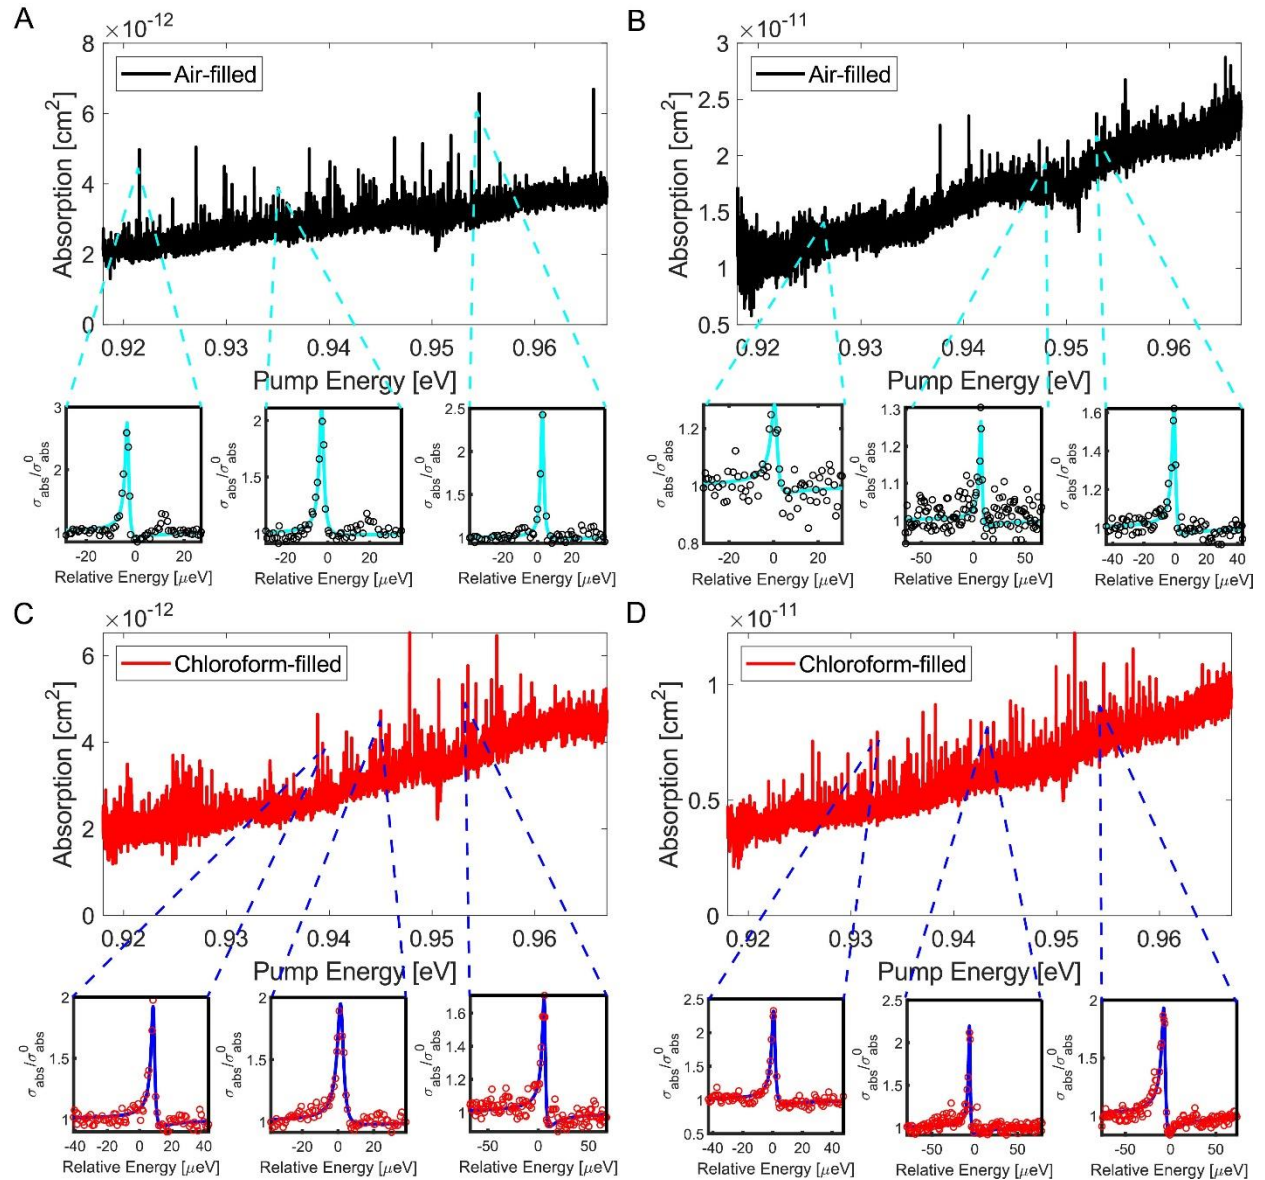 A
×10⁻¹²
Air-filled
Absorption [cm²]
8
6
4
2
0
0.92 0.93 0.94 0.95 0.96
Pump Energy [eV]
σabs/σ⁰abs
3
2
1
-20 0 20
Relative Energy [μeV]
σabs/σ⁰abs
2
1.5
1
-20 0 20
Relative Energy [μeV]
σabs/σ⁰abs
2.5
2
1.5
1
-40 0 40
Relative Energy [μeV]
B
×10⁻¹¹
Air-filled
Absorption [cm²]
3
2.5
2
1.5
1
0.5
0.92 0.93 0.94 0.95 0.96
Pump Energy [eV]
σabs/σ⁰abs
1.2
1.0
0.8
-20 0 20
Relative Energy [μeV]
σabs/σ⁰abs
1.3
1.2
1.1
1.0
-50 0 50
Relative Energy [μeV]
σabs/σ⁰abs
1.6
1.4
1.2
1.0
-40 -20 0 20 40
Relative Energy [μeV]
C
×10⁻¹²
Chloroform-filled
Absorption [cm²]
6
4
2
0
0.92 0.93 0.94 0.95 0.96
Pump Energy [eV]
σabs/σ⁰abs
2
1.5
1
-20 0 20 40
Relative Energy [μeV]
σabs/σ⁰abs
2
1.5
1
-20 0 20
Relative Energy [μeV]
σabs/σ⁰abs
1.6
1.4
1.2
1
-50 0 50
Relative Energy [μeV]
D
×10⁻¹¹
Chloroform-filled
Absorption [cm²]
1
0.5
0
0.92 0.93 0.94 0.95 0.96
Pump Energy [eV]
σabs/σ⁰abs
2.5
2
1.5
1
0.5
-40 -20 0 20 40
Relative Energy [μeV]
σabs/σ⁰abs
2.5
2
1.5
1
-50 0 50
Relative Energy [μeV]
σabs/σ⁰abs
2
1.5
1
-50 0 50
Relative Energy [μeV]